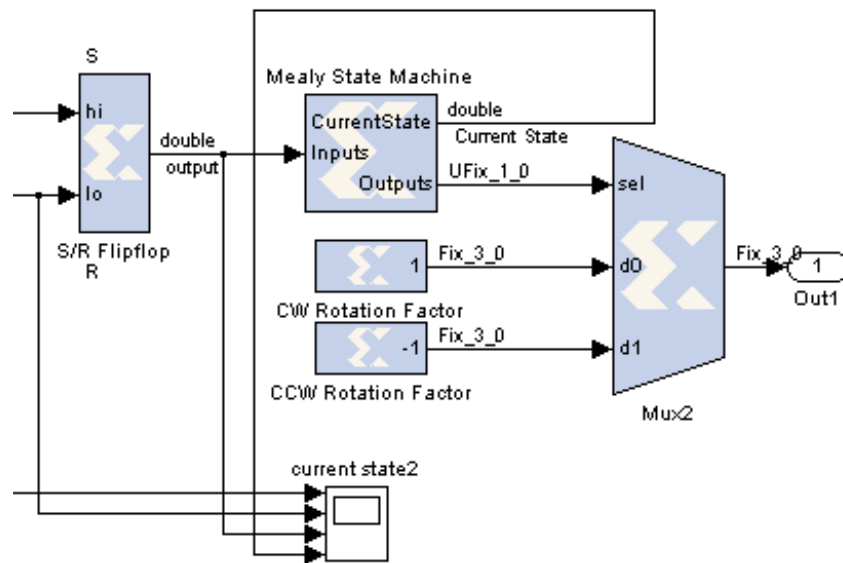 S
hi
lo
S/R Flipflop
R
double
output
Mealy State Machine
CurrentState
Inputs
Outputs
double
Current State
UFix_1_0
1
Fix_3_0
CW Rotation Factor
-1
Fix_3_0
CCW Rotation Factor
sel
d0
d1
Mux2
Fix_3_0
1
Out1
current state2